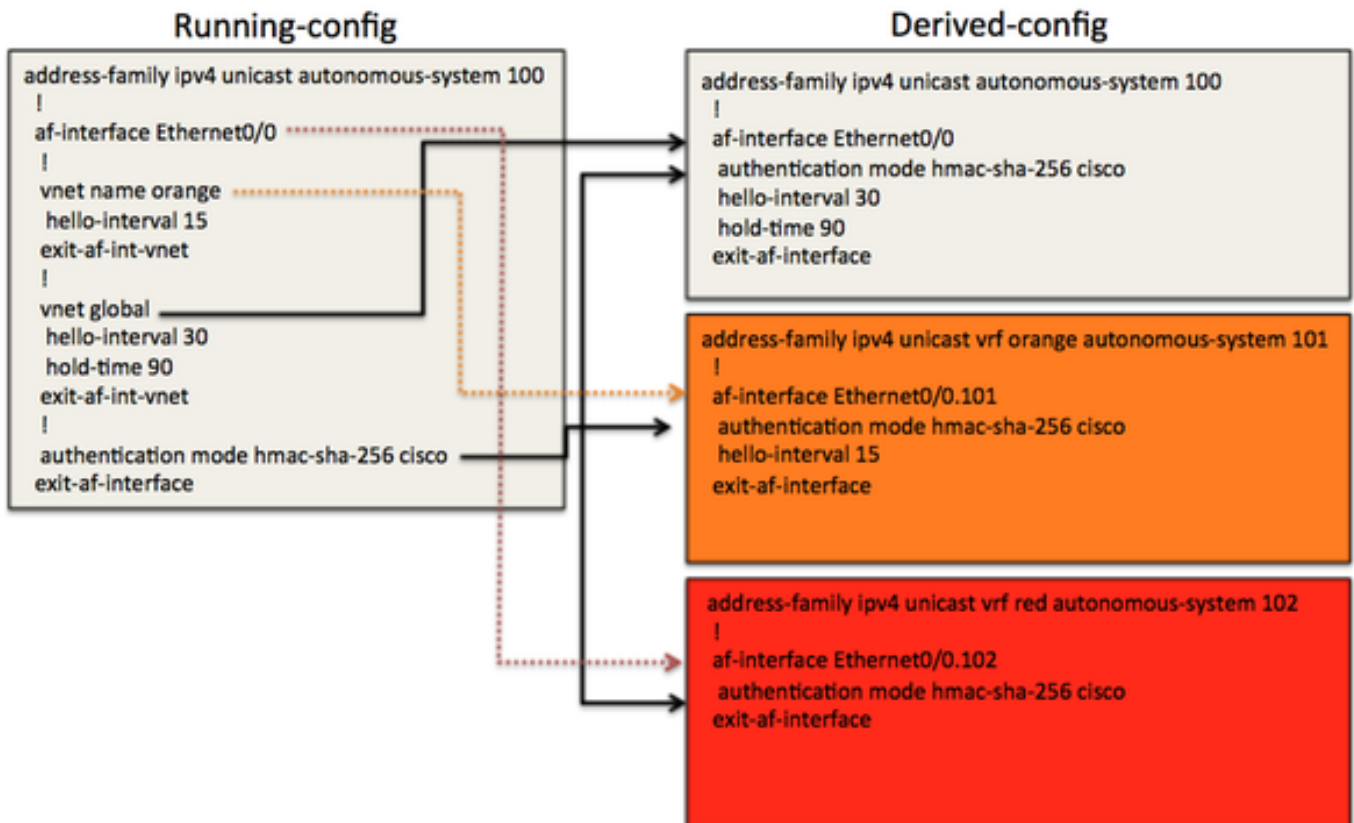 Running-config
address-family ipv4 unicast autonomous-system 100
!
af-interface Ethernet0/0
!
vnet name orange
hello-interval 15
exit-af-int-vnet
!
vnet global
hello-interval 30
hold-time 90
exit-af-int-vnet
!
authentication mode hmac-sha-256 cisco
exit-af-interface
Derived-config
address-family ipv4 unicast autonomous-system 100
!
af-interface Ethernet0/0
authentication mode hmac-sha-256 cisco
hello-interval 30
hold-time 90
exit-af-interface
address-family ipv4 unicast vrf orange autonomous-system 101
!
af-interface Ethernet0/0.101
authentication mode hmac-sha-256 cisco
hello-interval 15
exit-af-interface
address-family ipv4 unicast vrf red autonomous-system 102
!
af-interface Ethernet0/0.102
authentication mode hmac-sha-256 cisco
exit-af-interface